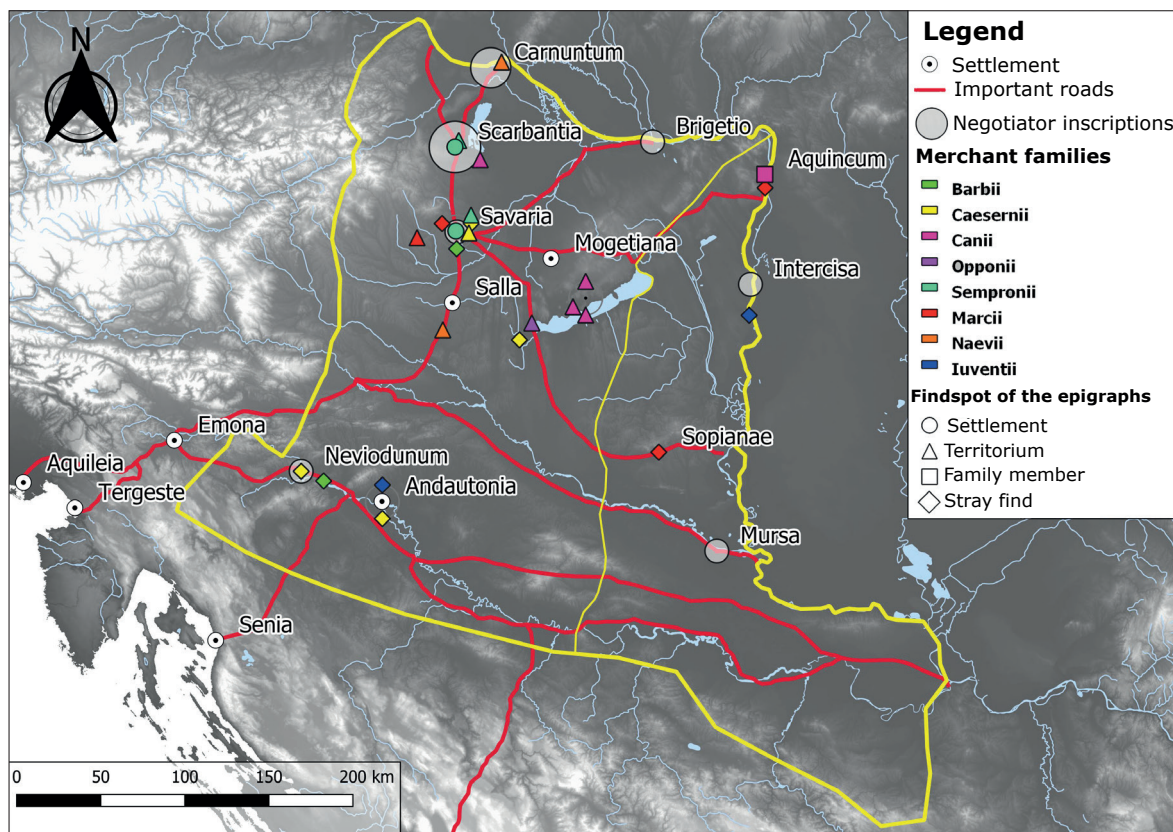 N
Carnuntum
Scarbantia
Brigetio
Aquincum
Savaria
Mogetiana
Intercisa
Salla
Emona
Sopianae
Neviodunum
Aquileia
Andautonia
Tergeste
Mursa
Senia
0 50 100 150 200 km
Legend
Settlement
Important roads
Negotiator inscriptions
Merchant families
Barbii
Caesernii
Canii
Opponii
Sempronii
Marcii
Naevii
Iuventii
Findspot of the epigraphs
Settlement
Territorium
Family member
Stray find